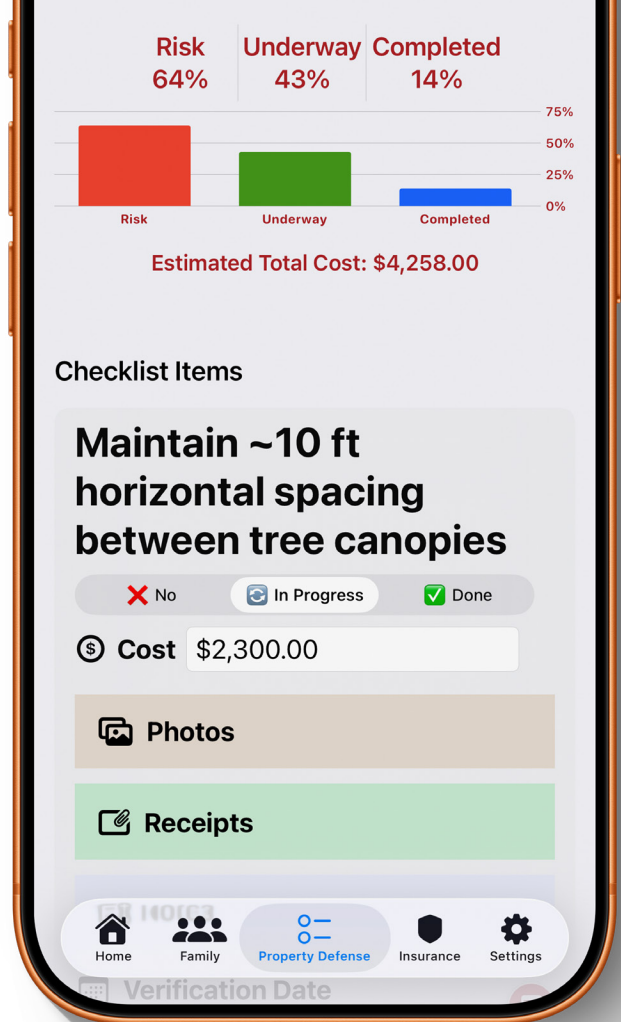 Risk Underway Completed
64% 43% 14%
75%
50%
25%
0%
Risk Underway Completed
Estimated Total Cost: $4,258.00
Checklist Items
Maintain ~10 ft
horizontal spacing
between tree canopies
❌ No 🔄 In Progress ✅ Done
Cost $2,300.00
Photos
Receipts
Verification Date
Home Family Property Defense Insurance Settings